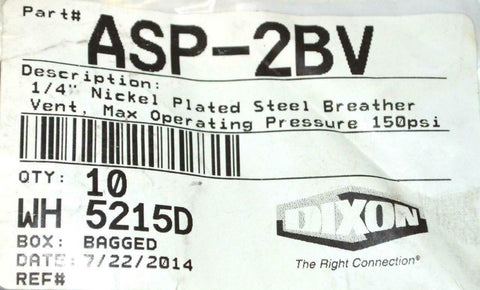 Part#
ASP-2BV
Description:
1/4" Nickel Plated Steel Breather
Vent, Max Operating Pressure 150psi
QTY: 10
WH 5215D
BOX: BAGGED
DATE: 7/22/2014
REF#
DIXON
The Right Connection®